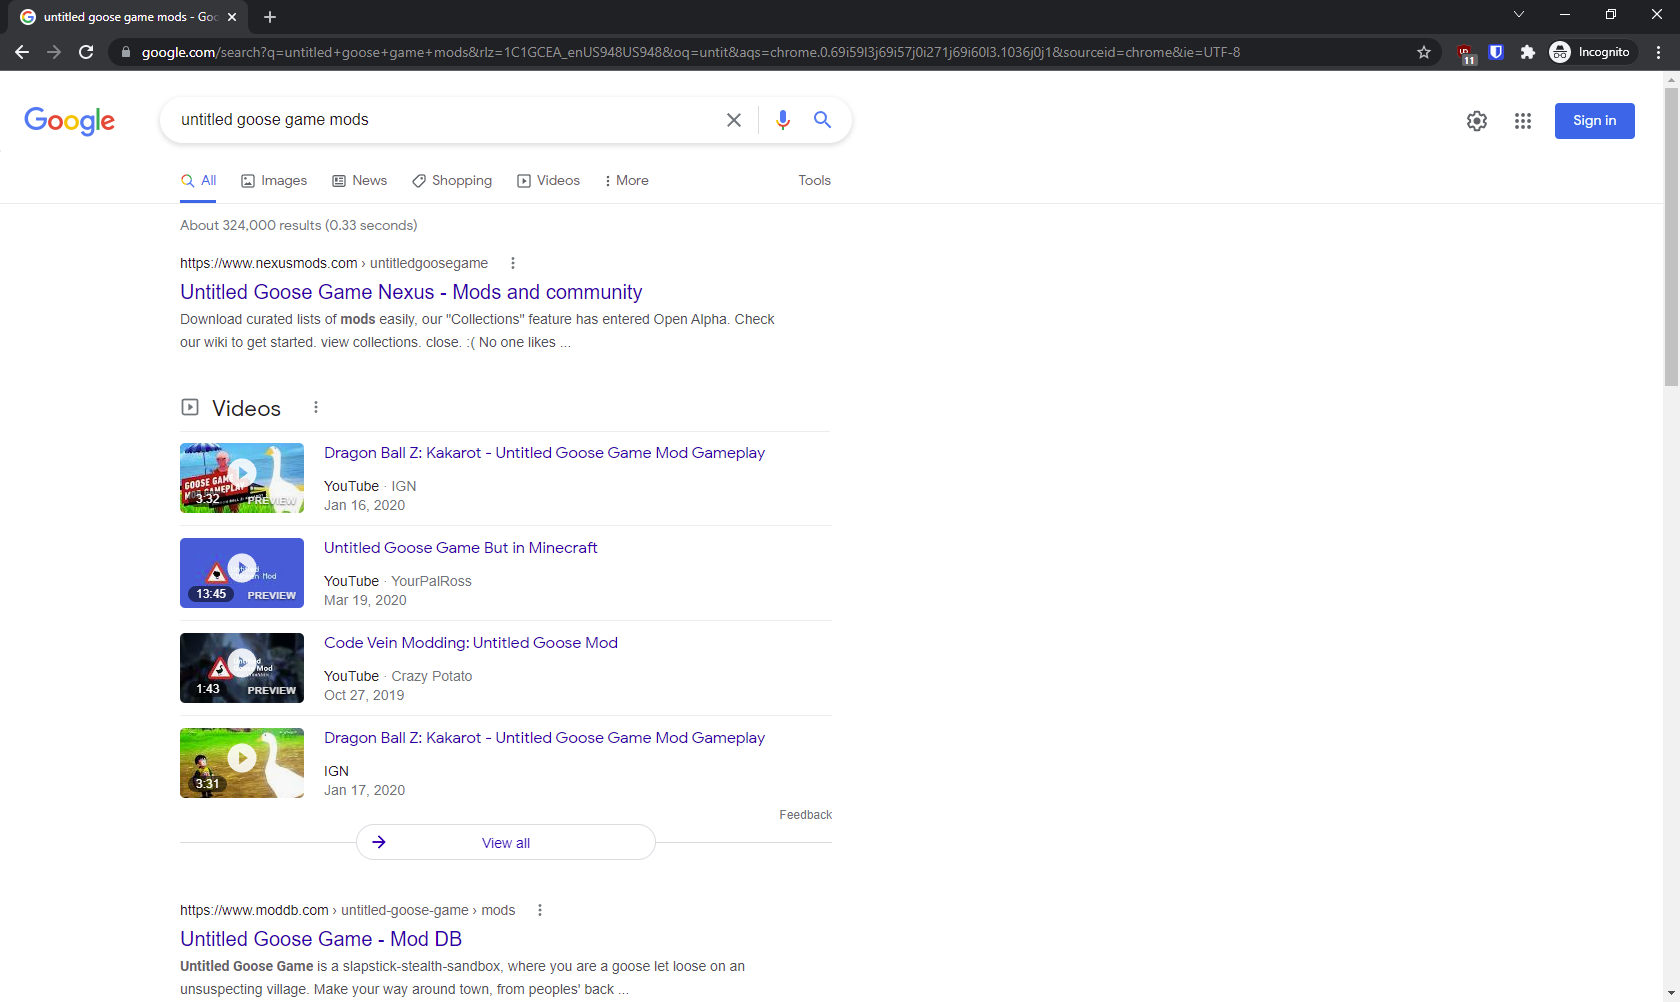 untitled goose game mods - Goo
google.com/search?q=untitled+goose+game+mods&rlz=1C1GCEA_enUS948US948&oq=untit&aqs=chrome.0.69i59l3j69i57j0i271j69i60l3.1036j0j1&sourceid=chrome&ie=UTF-8
11
Incognito
Google
untitled goose game mods
Sign in
All
Images
News
Shopping
Videos
More
Tools
About 324,000 results (0.33 seconds)
https://www.nexusmods.com › untitledgoosegame
Untitled Goose Game Nexus - Mods and community
Download curated lists of mods easily, our "Collections" feature has entered Open Alpha. Check
our wiki to get started. view collections. close. :( No one likes ...
Videos
GOOSE GAME
3:32
PREVIEW
Dragon Ball Z: Kakarot - Untitled Goose Game Mod Gameplay
YouTube · IGN
Jan 16, 2020
Mod
13:45
PREVIEW
Untitled Goose Game But in Minecraft
YouTube · YourPalRoss
Mar 19, 2020
Mod
1:43
PREVIEW
Code Vein Modding: Untitled Goose Mod
YouTube · Crazy Potato
Oct 27, 2019
3:31
Dragon Ball Z: Kakarot - Untitled Goose Game Mod Gameplay
IGN
Jan 17, 2020
Feedback
View all
https://www.moddb.com › untitled-goose-game › mods
Untitled Goose Game - Mod DB
Untitled Goose Game is a slapstick-stealth-sandbox, where you are a goose let loose on an
unsuspecting village. Make your way around town, from peoples' back ...